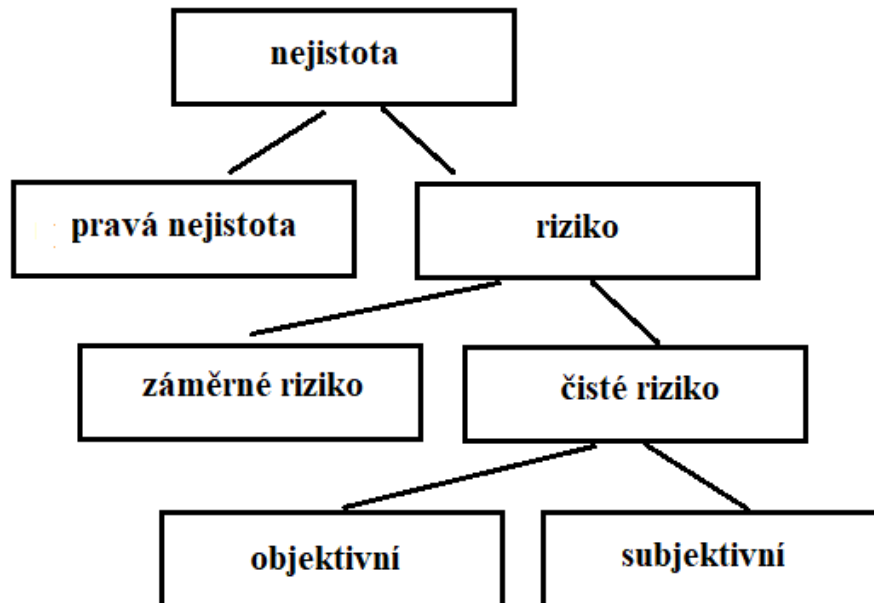 nejistota
pravá nejistota
riziko
záměrné riziko
čisté riziko
objektivní
subjektivní